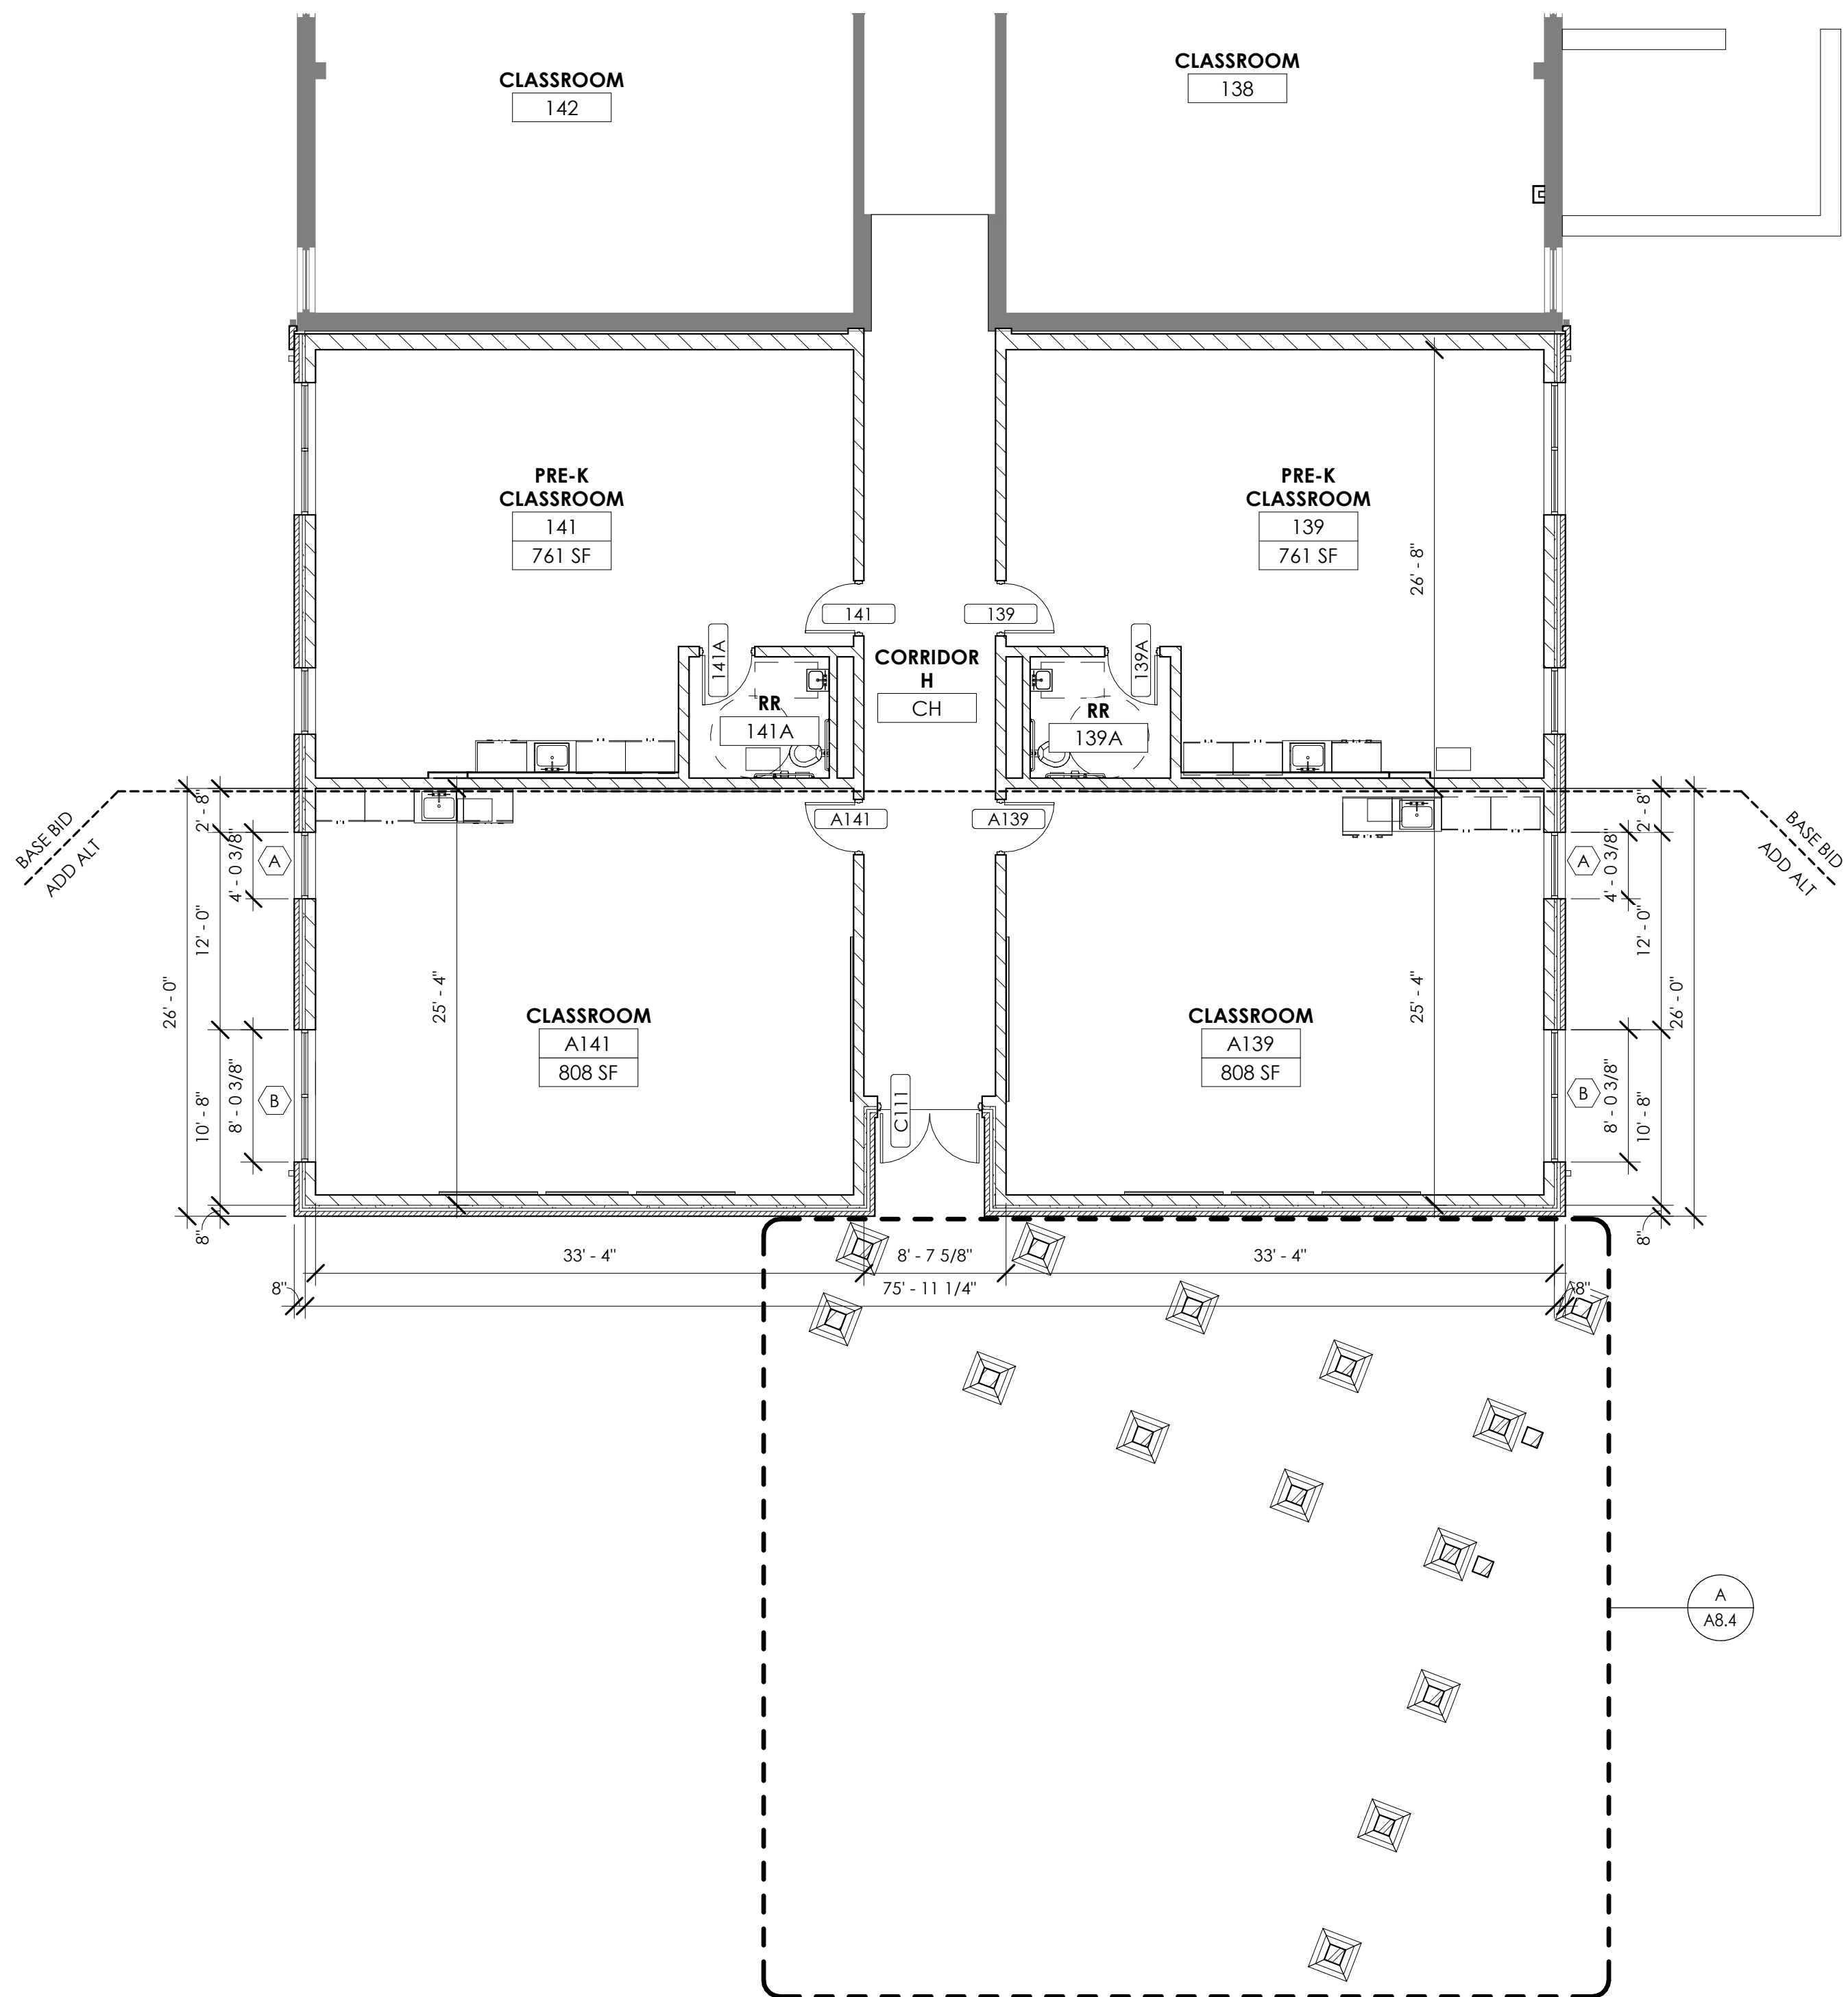 CLASSROOM
142
CLASSROOM
138
PRE-K
CLASSROOM
141
761 SF
PRE-K
CLASSROOM
139
761 SF
26' - 8"
141
139
141A
139A
CORRIDOR
H
CH
RR
141A
RR
139A
BASE BID
ADD ALT
BASE BID
ADD ALT
A141
A139
2' - 8"
4' - 0 3/8"
A
12' - 0"
26' - 0"
10' - 8"
8' - 0 3/8"
B
8"
25' - 4"
CLASSROOM
A141
808 SF
CLASSROOM
A139
808 SF
25' - 4"
C111
2' - 8"
4' - 0 3/8"
A
12' - 0"
26' - 0"
10' - 8"
8' - 0 3/8"
B
8"
33' - 4"
8' - 7 5/8"
33' - 4"
8"
75' - 11 1/4"
8"
A
A8.4